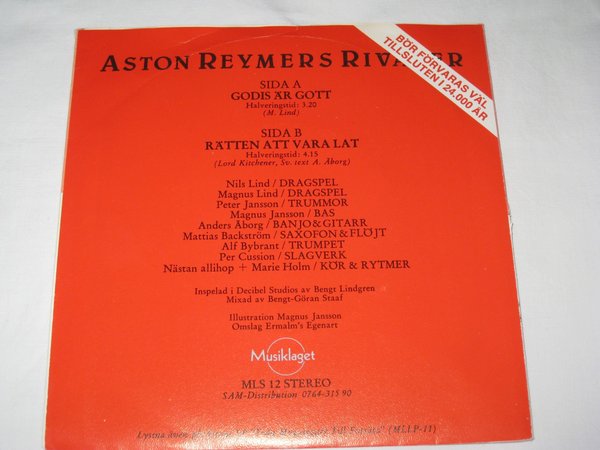 ASTON REYMERS RIVALER
BÖR FÖRVARAS VÄL
TILLSLUTEN I 24.000 ÅR
SIDA A
GODIS ÄR GOTT
Halveringstid: 3.20
(M. Lind)
SIDA B
RÄTTEN ATT VARA LAT
Halveringstid: 4.15
(Lord Kitchener, Sv. text A. Åborg)
Nils Lind / DRAGSPEL
Magnus Lind / DRAGSPEL
Peter Jansson / TRUMMOR
Magnus Jansson / BAS
Anders Åborg / BANJO & GITARR
Mattias Backström / SAXOFON & FLÖJT
Alf Bybrant / TRUMPET
Per Cussion / SLAGVERK
Nästan allihop + Marie Holm / KÖR & RYTMER
Inspelad i Decibel Studios av Bengt Lindgren
Mixad av Bengt-Göran Staaf
Illustration Magnus Jansson
Omslag Ermalm's Egenart
Musiklaget
MLS 12 STEREO
SAM-Distribution 0764-315 90
Lyssna även på (MLLP-11)